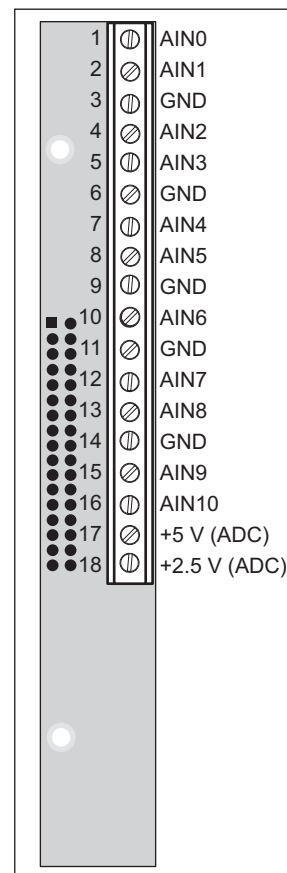 1 AIN0
2 AIN1
3 GND
4 AIN2
5 AIN3
6 GND
7 AIN4
8 AIN5
9 GND
10 AIN6
11 GND
12 AIN7
13 AIN8
14 GND
15 AIN9
16 AIN10
17 +5 V (ADC)
18 +2.5 V (ADC)